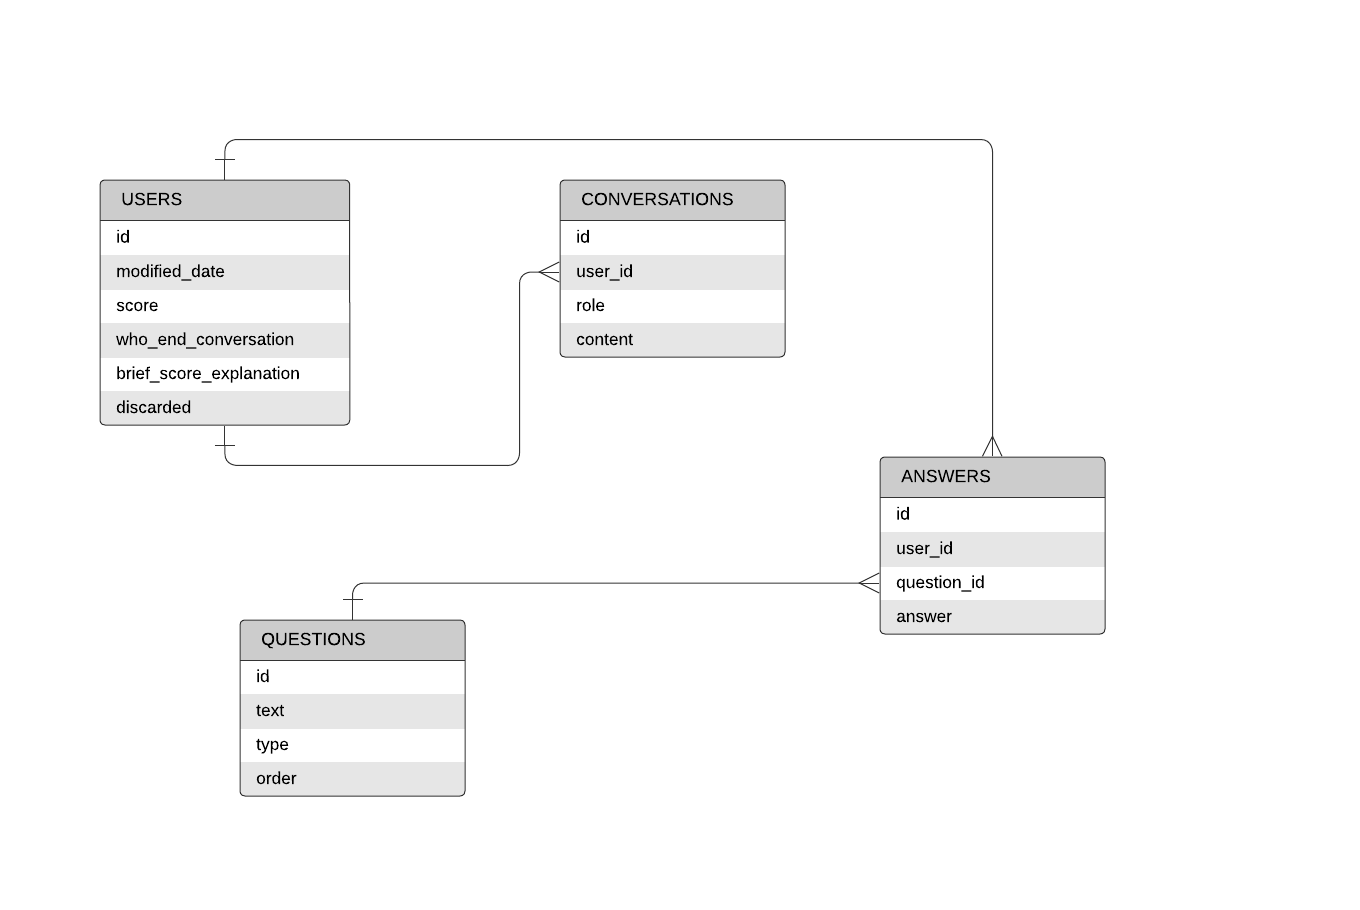 USERS
id
modified_date
score
who_end_conversation
brief_score_explanation
discarded
CONVERSATIONS
id
user_id
role
content
ANSWERS
id
user_id
question_id
answer
QUESTIONS
id
text
type
order